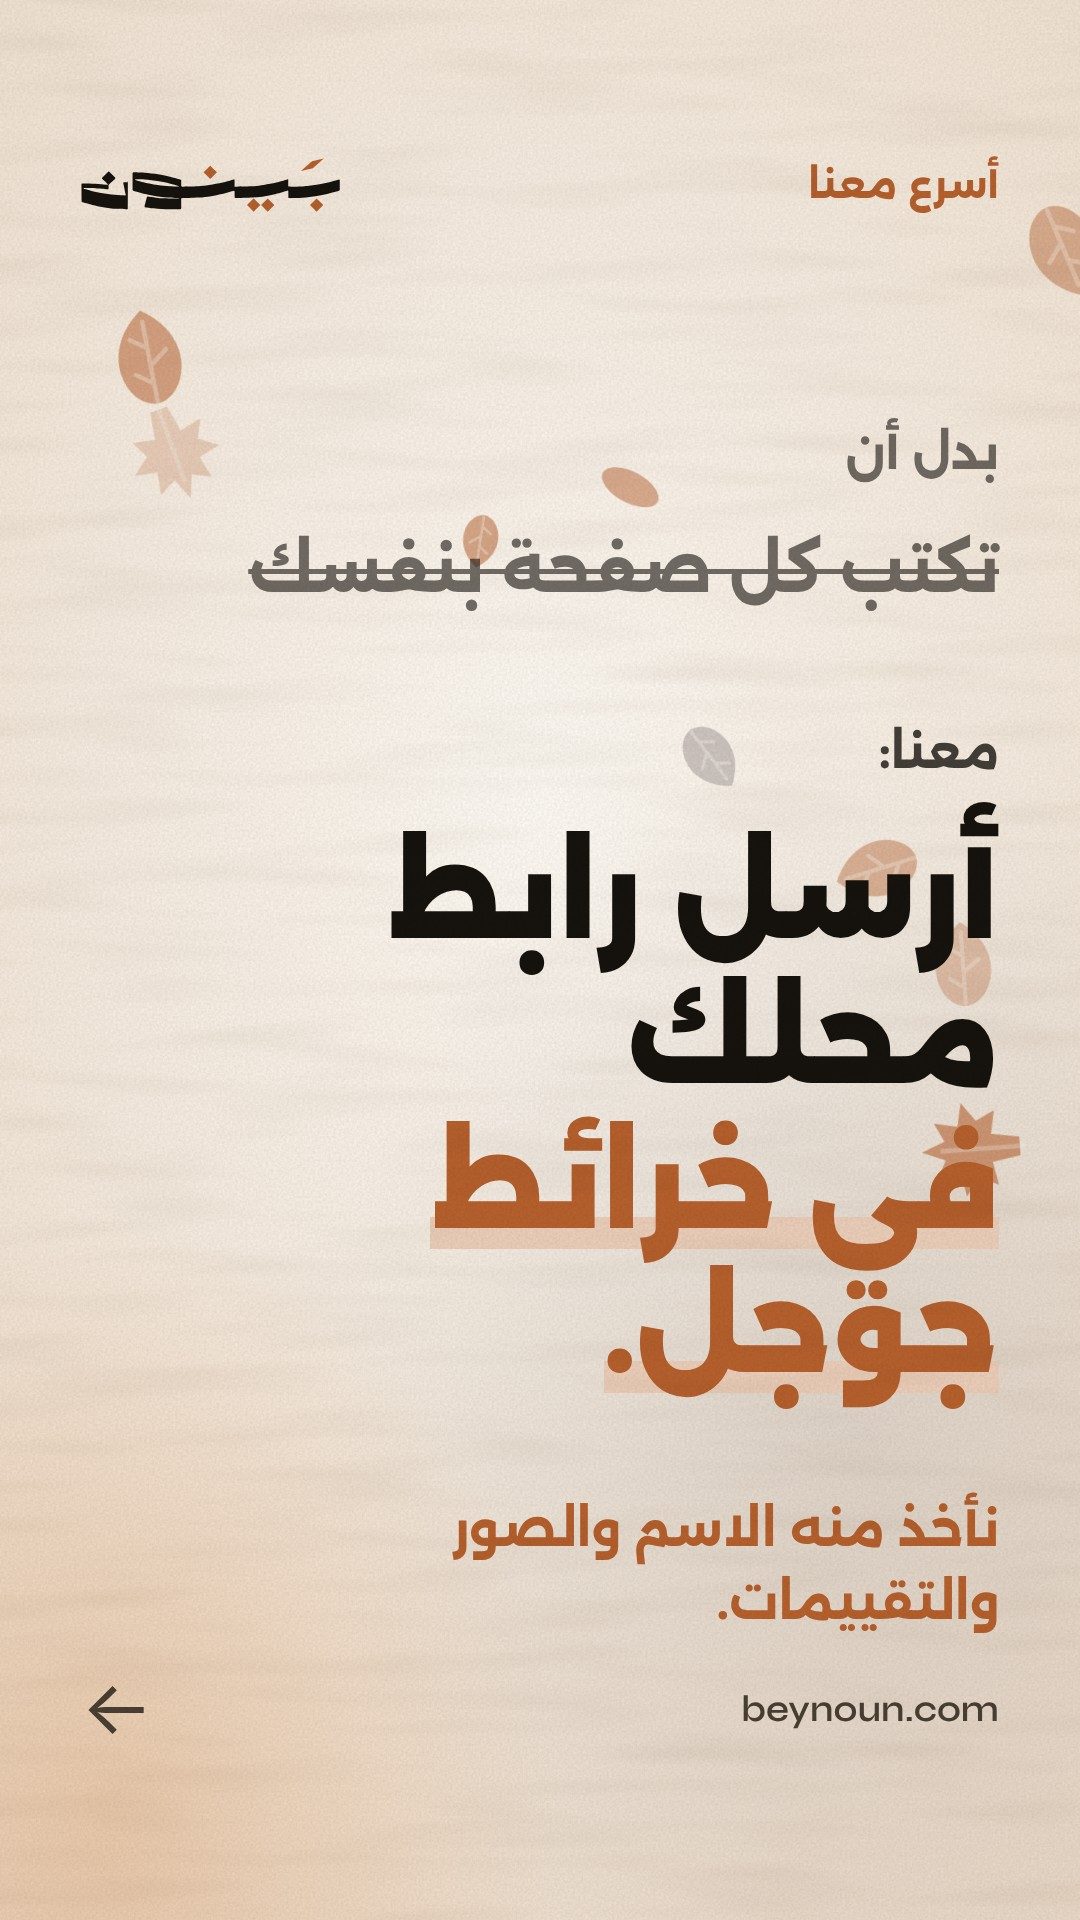 أسرع معنا
بَينون
بدل أن
تكتب كل صفحة بنفسك
معنا:
أرسل رابط
محلك
في خرائط
جوجل.
نأخذ منه الاسم والصور
والتقييمات.
beynoun.com